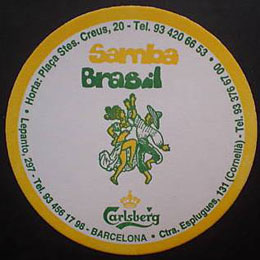 • Horta: Plaça Stes. Creus, 20 - Tel. 93 420 66 53 •
Samba
Brasil
Carlsberg
• Lepanto, 297 - Tel. 93 456 17 98 - BARCELONA • Ctra. Esplugues, 131 (Cornellà) - Tel. 93 376 67 00